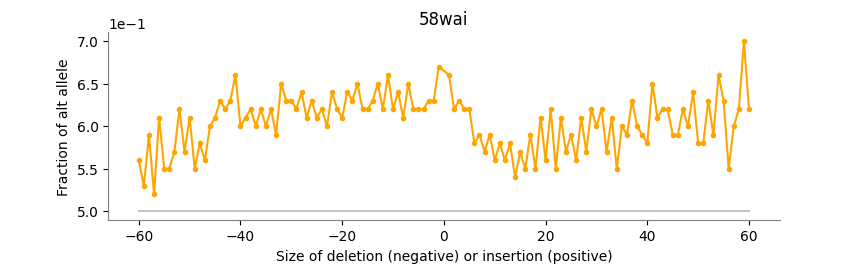 58wai
1e−1
7.0
6.5
6.0
5.5
5.0
Fraction of alt allele
−60 −40 −20 0 20 40 60
Size of deletion (negative) or insertion (positive)